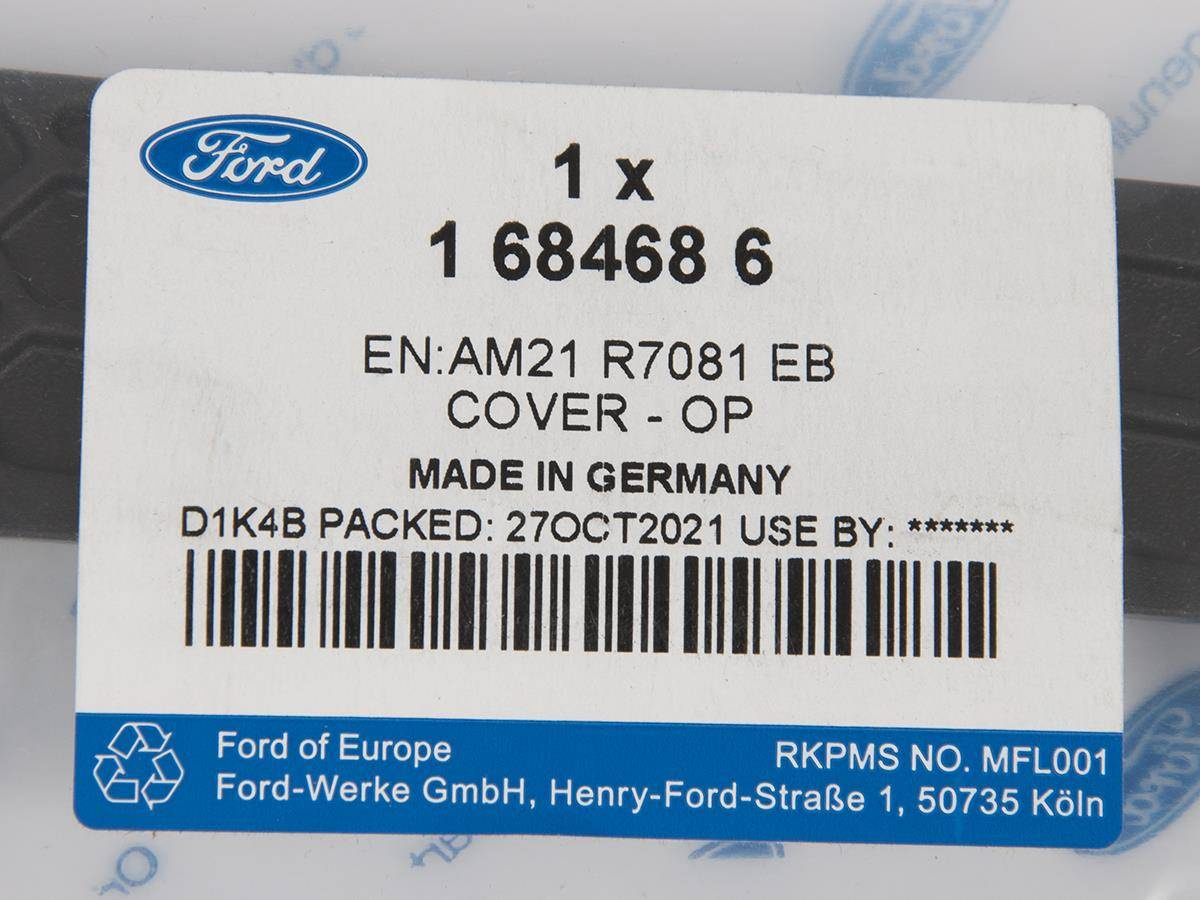 Ford
1 x
1 68468 6
EN:AM21 R7081 EB
COVER - OP
MADE IN GERMANY
D1K4B PACKED: 27OCT2021 USE BY: *******
Ford of Europe
RKPMS NO. MFL001
Ford-Werke GmbH, Henry-Ford-Straße 1, 50735 Köln